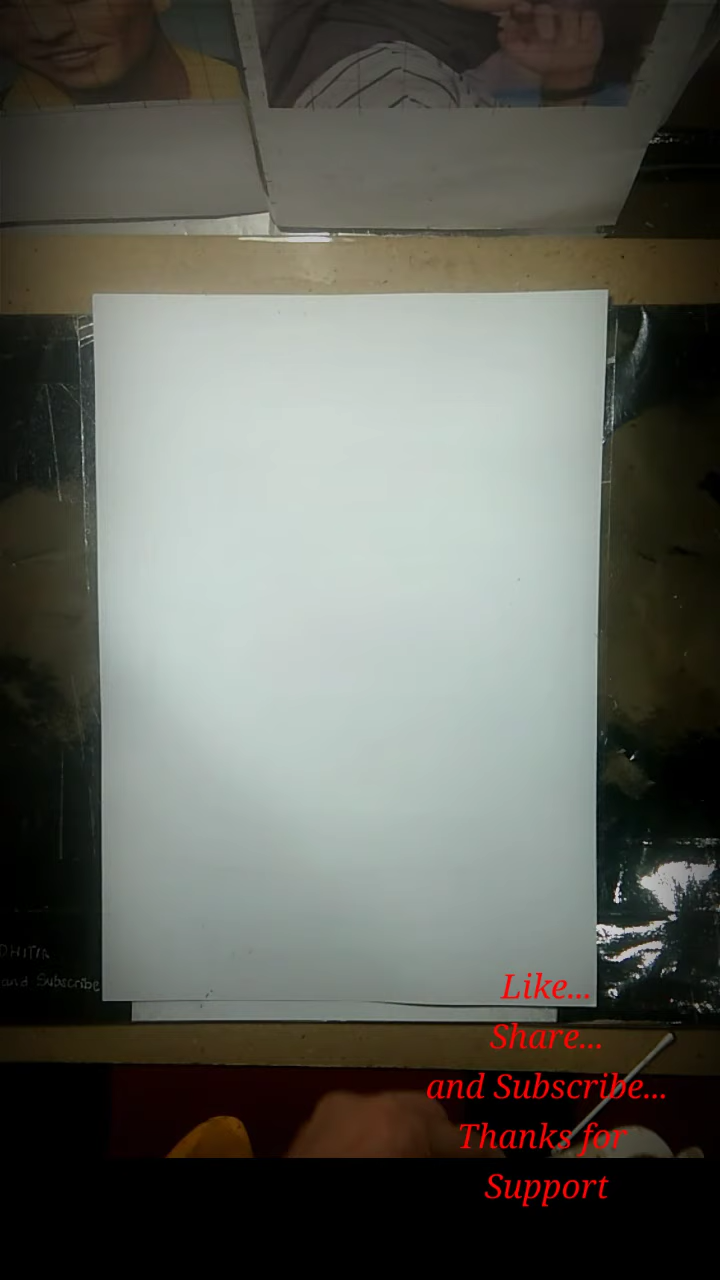 and Subscribe
Like...
Share...
and Subscribe...
Thanks for
Support